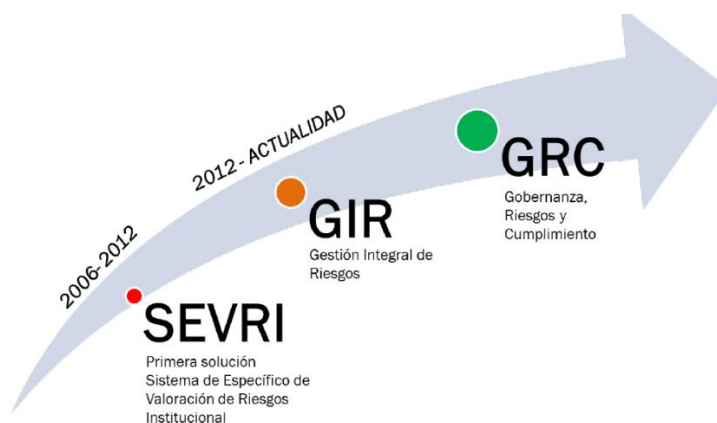 2006-2012
SEVRI
Primera solución
Sistema de Específico de
Valoración de Riesgos
Institucional
2012 - ACTUALIDAD
GIR
Gestión Integral de
Riesgos
GRC
Gobernanza,
Riesgos y
Cumplimiento